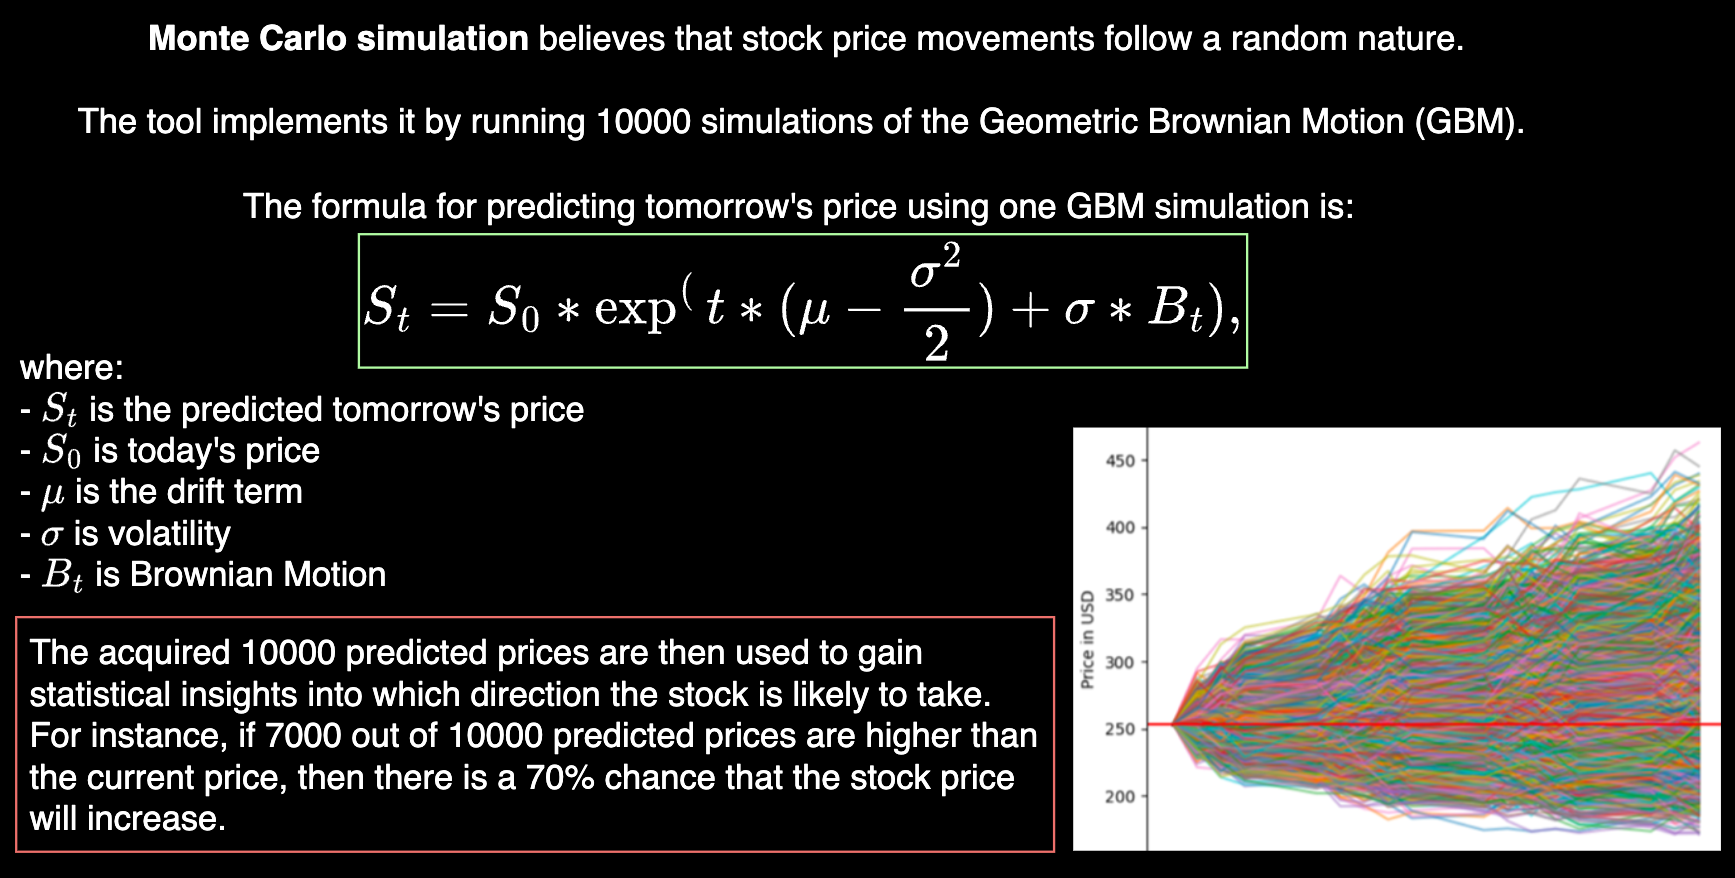 Monte Carlo simulation believes that stock price movements follow a random nature.
The tool implements it by running 10000 simulations of the Geometric Brownian Motion (GBM).
The formula for predicting tomorrow's price using one GBM simulation is:
S_t = S_0 * exp^( t * (μ − σ^2/2) + σ * B_t),
where:
- S_t is the predicted tomorrow's price
- S_0 is today's price
- μ is the drift term
- σ is volatility
- B_t is Brownian Motion
The acquired 10000 predicted prices are then used to gain
statistical insights into which direction the stock is likely to take.
For instance, if 7000 out of 10000 predicted prices are higher than
the current price, then there is a 70% chance that the stock price
will increase.
Price in USD
450
400
350
300
250
200